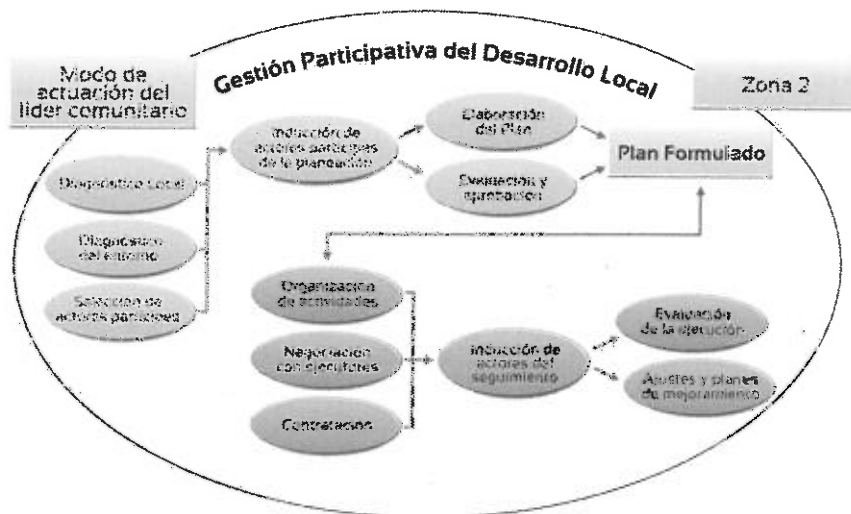 Gestión Participativa del Desarrollo Local
Modo de
actuación del
líder comunitario
Zona 2
Inducción de
actores partícipes
de la planeación
Elaboración
del Plan
Evaluación y
aprobación
Plan Formulado
Diagnóstico Local
Diagnóstico
del entorno
Selección de
actores partícipes
Organización
de actividades
Negociación
con ejecutores
Contratación
Inducción de
actores del
seguimiento
Evaluación
de la ejecución
Ajustes y planes
de mejoramiento